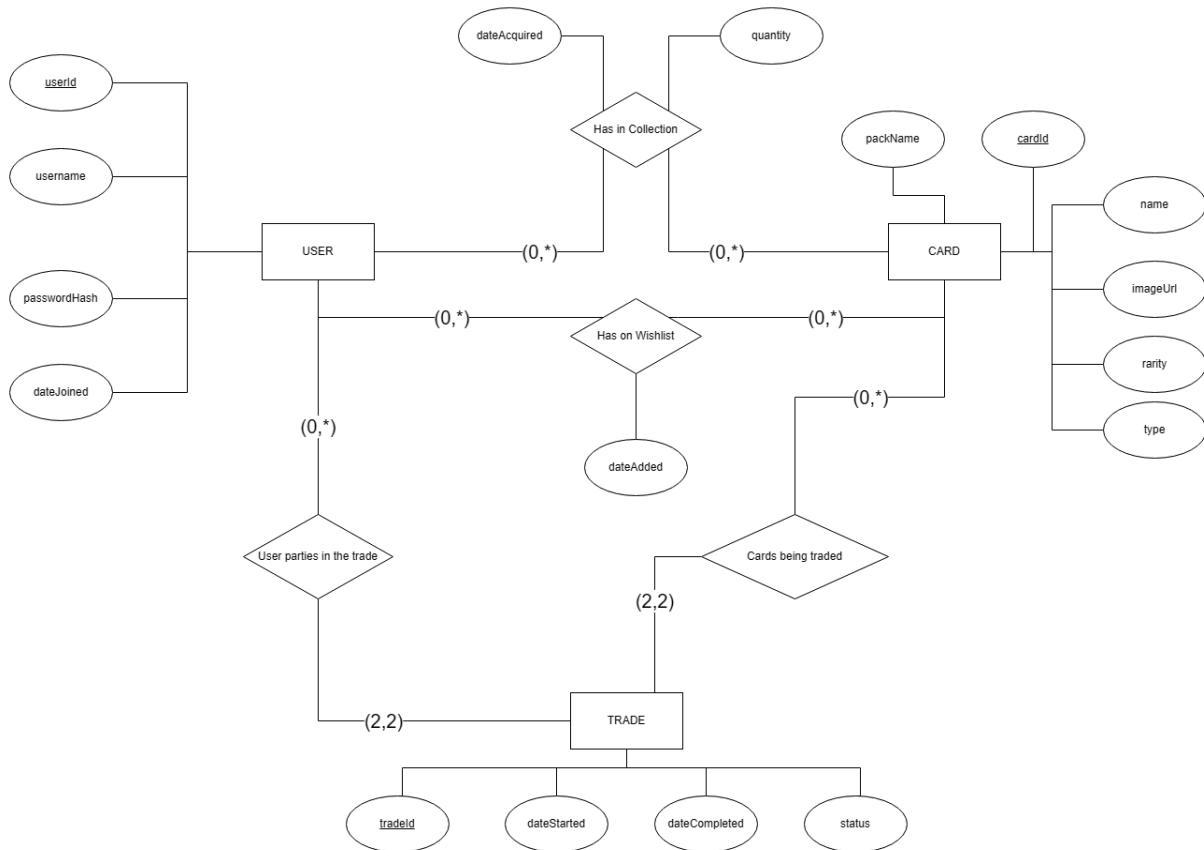 dateAcquired
quantity
userId
Has in Collection
packName
cardId
username
name
USER
(0,*)
(0,*)
CARD
passwordHash
imageUrl
(0,*)
Has on Wishlist
(0,*)
rarity
dateJoined
(0,*)
(0,*)
type
dateAdded
User parties in the trade
Cards being traded
(2,2)
(2,2)
TRADE
tradeId
dateStarted
dateCompleted
status